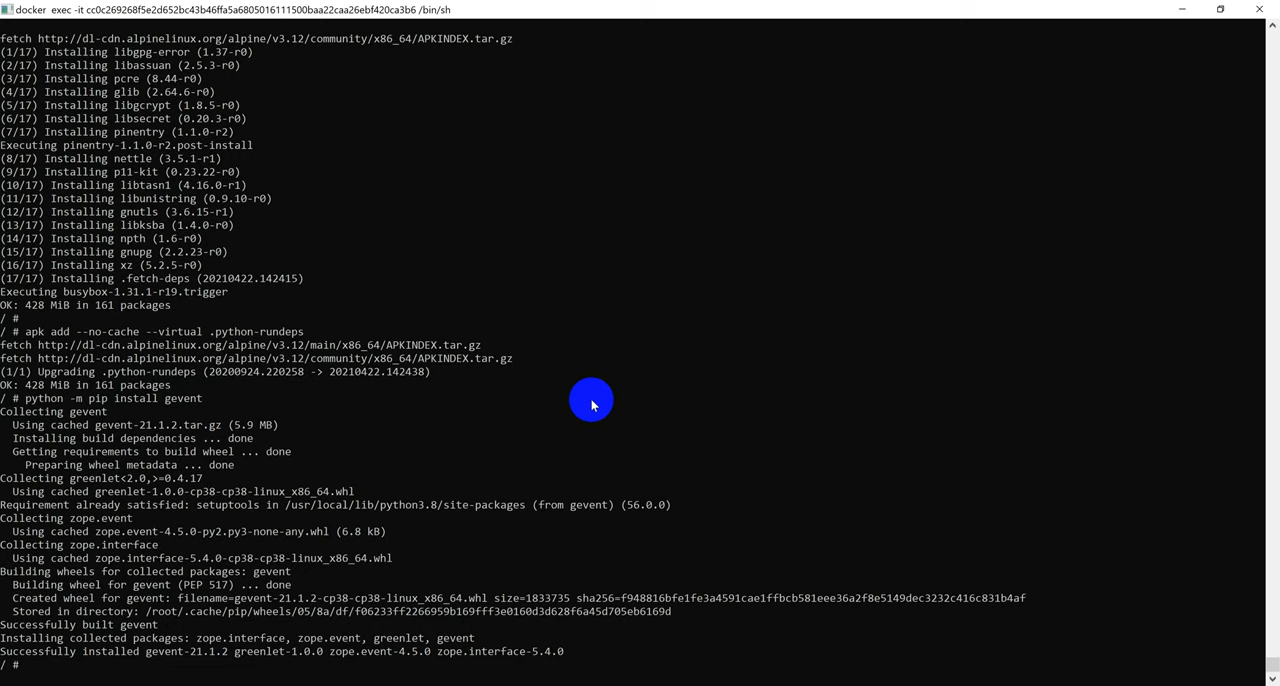 docker exec -it cc0c269268f5e2d652bc43b46ffa5a6805016111500baa22caa26ebf420ca3b6 /bin/sh
fetch http://dl-cdn.alpinelinux.org/alpine/v3.12/community/x86_64/APKINDEX.tar.gz
(1/17) Installing libgpg-error (1.37-r0)
(2/17) Installing libassuan (2.5.3-r0)
(3/17) Installing pcre (8.44-r0)
(4/17) Installing glib (2.64.6-r0)
(5/17) Installing libgcrypt (1.8.5-r0)
(6/17) Installing libsecret (0.20.3-r0)
(7/17) Installing pinentry (1.1.0-r2)
Executing pinentry-1.1.0-r2.post-install
(8/17) Installing nettle (3.5.1-r1)
(9/17) Installing p11-kit (0.23.22-r0)
(10/17) Installing libtasn1 (4.16.0-r1)
(11/17) Installing libunistring (0.9.10-r0)
(12/17) Installing gnutls (3.6.15-r1)
(13/17) Installing libksba (1.4.0-r0)
(14/17) Installing npth (1.6-r0)
(15/17) Installing gnupg (2.2.23-r0)
(16/17) Installing xz (5.2.5-r0)
(17/17) Installing .fetch-deps (20210422.142415)
Executing busybox-1.31.1-r19.trigger
OK: 428 MiB in 161 packages
/ #
/ # apk add --no-cache --virtual .python-rundeps
fetch http://dl-cdn.alpinelinux.org/alpine/v3.12/main/x86_64/APKINDEX.tar.gz
fetch http://dl-cdn.alpinelinux.org/alpine/v3.12/community/x86_64/APKINDEX.tar.gz
(1/1) Upgrading .python-rundeps (20200924.220258 -> 20210422.142438)
OK: 428 MiB in 161 packages
/ # python -m pip install gevent
Collecting gevent
  Using cached gevent-21.1.2.tar.gz (5.9 MB)
  Installing build dependencies ... done
  Getting requirements to build wheel ... done
    Preparing wheel metadata ... done
Collecting greenlet<2.0,>=0.4.17
  Using cached greenlet-1.0.0-cp38-cp38-linux_x86_64.whl
Requirement already satisfied: setuptools in /usr/local/lib/python3.8/site-packages (from gevent) (56.0.0)
Collecting zope.event
  Using cached zope.event-4.5.0-py2.py3-none-any.whl (6.8 kB)
Collecting zope.interface
  Using cached zope.interface-5.4.0-cp38-cp38-linux_x86_64.whl
Building wheels for collected packages: gevent
  Building wheel for gevent (PEP 517) ... done
  Created wheel for gevent: filename=gevent-21.1.2-cp38-cp38-linux_x86_64.whl size=1833735 sha256=f948816bfe1fe3a4591cae1ffbcb581eee36a2f8e5149dec3232c416c831b4af
  Stored in directory: /root/.cache/pip/wheels/05/8a/df/f06233ff2266959b169fff3e0160d3d628f6a45d705eb6169d
Successfully built gevent
Installing collected packages: zope.interface, zope.event, greenlet, gevent
Successfully installed gevent-21.1.2 greenlet-1.0.0 zope.event-4.5.0 zope.interface-5.4.0
/ #